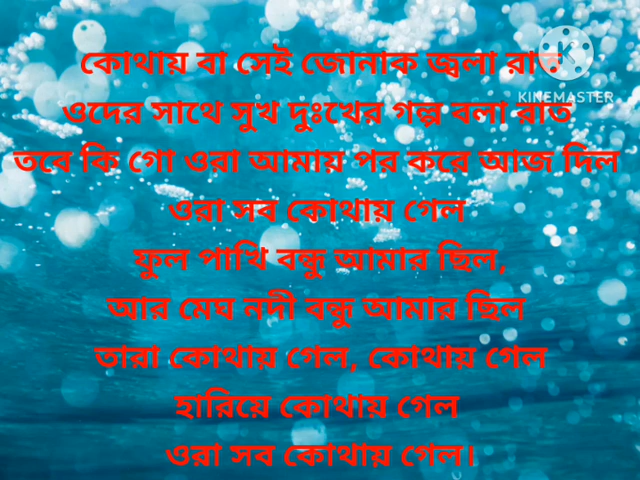 কোথায় বা সেই জোনাক জ্বলা রাত
KINEMASTER
ওদের সাথে সুখ দুঃখের গল্প বলা রাত
তবে কি গো ওরা আমায় পর করে আজ দিল
ওরা সব কোথায় গেল
ফুল পাখি বন্ধু আমার ছিল,
আর মেঘ নদী বন্ধু আমার ছিল
তারা কোথায় গেল, কোথায় গেল
হারিয়ে কোথায় গেল
ওরা সব কোথায় গেল।